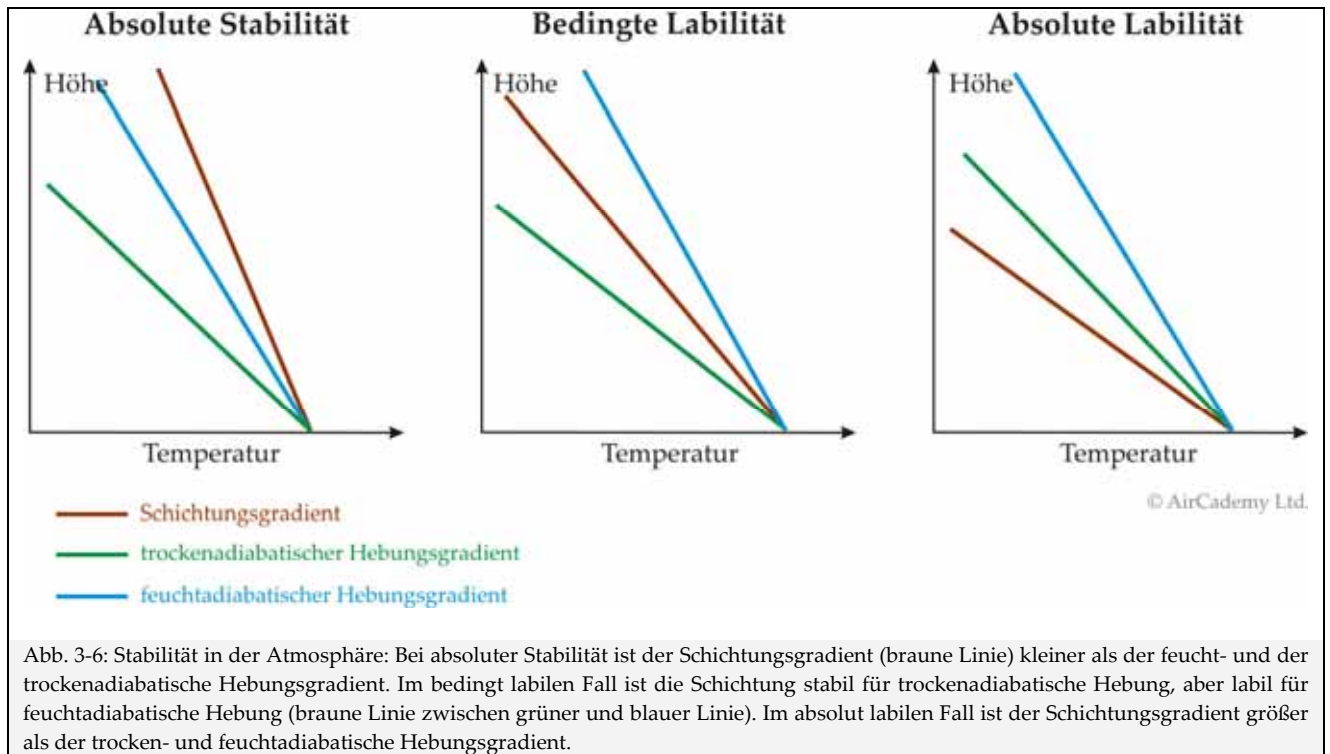 Absolute Stabilität
Bedingte Labilität
Absolute Labilität
Höhe
Höhe
Höhe
Temperatur
Temperatur
Temperatur
© AirCademy Ltd.
Schichtungsgradient
trockenadiabatischer Hebungsgradient
feuchtadiabatischer Hebungsgradient
Abb. 3-6: Stabilität in der Atmosphäre: Bei absoluter Stabilität ist der Schichtungsgradient (braune Linie) kleiner als der feucht- und der
trockenadiabatische Hebungsgradient. Im bedingt labilen Fall ist die Schichtung stabil für trockenadiabatische Hebung, aber labil für
feuchtadiabatische Hebung (braune Linie zwischen grüner und blauer Linie). Im absolut labilen Fall ist der Schichtungsgradient größer
als der trocken- und feuchtadiabatische Hebungsgradient.